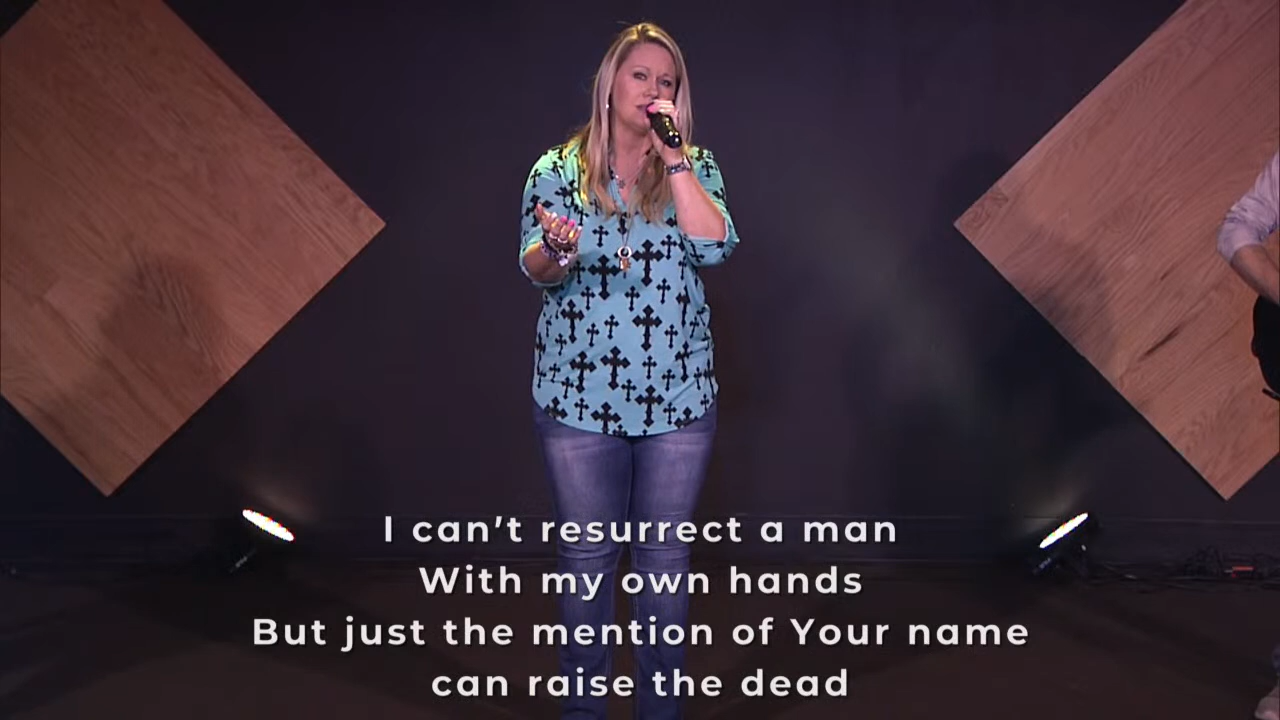 I can't resurrect a man
With my own hands
But just the mention of Your name
can raise the dead